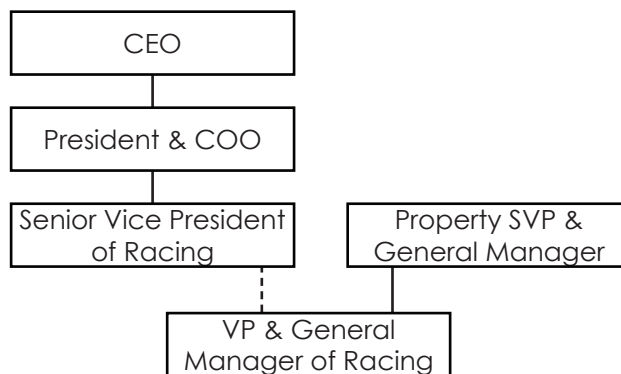 CEO
President & COO
Senior Vice President
of Racing
Property SVP &
General Manager
VP & General
Manager of Racing